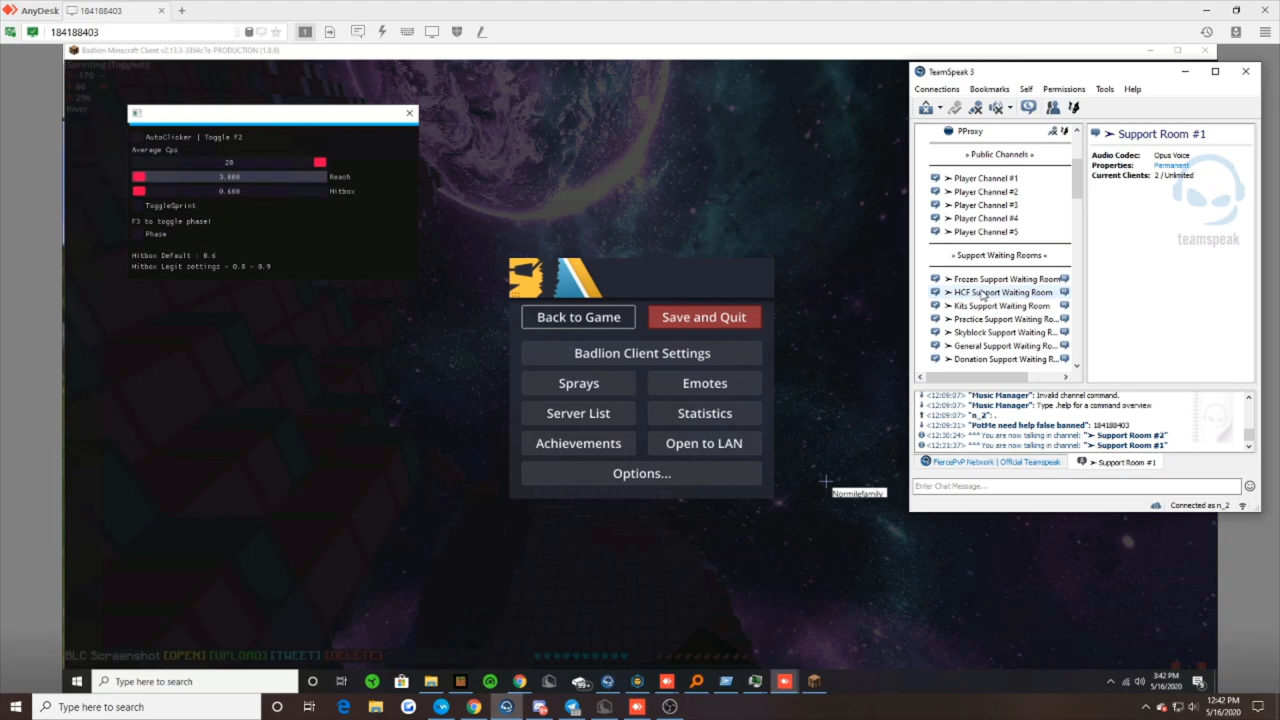 AnyDesk
184188403
184188403
Badlion Minecraft Client v2.13.3-3394c7a-PRODUCTION (1.8.9)
[Sprinting (Toggled)]
River
AutoClicker | Toggle F2
Average Cps
20
3.000 Reach
0.600 Hitbox
ToggleSprint
F3 to toggle phase!
Phase
Hitbox Default : 0.6
Hitbox Legit settings - 0.8 - 0.9
Back to Game
Save and Quit
Badlion Client Settings
Sprays
Emotes
Server List
Statistics
Achievements
Open to LAN
Options...
Normilefamily
BLC Screenshot [OPEN] [UPLOAD] [TWEET] [DELETE]
TeamSpeak 3
Connections Bookmarks Self Permissions Tools Help
PProxy
» Public Channels «
➣ Player Channel #1
➣ Player Channel #2
➣ Player Channel #3
➣ Player Channel #4
➣ Player Channel #5
» Support Waiting Rooms «
➣ Frozen Support Waiting Room
➣ HCF Support Waiting Room
➣ Kits Support Waiting Room
➣ Practice Support Waiting Ro...
➣ Skyblock Support Waiting R...
➣ General Support Waiting Ro...
➣ Donation Support Waiting R...
➣ Support Room #1
Audio Codec: Opus Voice
Properties: Permanent
Current Clients: 2 / Unlimited
teamspeak
<12:09:07> "Music Manager": Invalid channel command.
<12:09:07> "Music Manager": Type .help for a command overview
"n_2": .
<12:09:31> "PotMe need help false banned": 184188403
<12:30:24> *** You are now talking in channel: "➣ Support Room #2"
<12:31:37> *** You are now talking in channel: "➣ Support Room #1"
FiercePvP Network | Official Teamspeak
➣ Support Room #1
Enter Chat Message...
Connected as n_2
Type here to search
99+
3:42 PM
5/16/2020
Type here to search
12:42 PM
5/16/2020